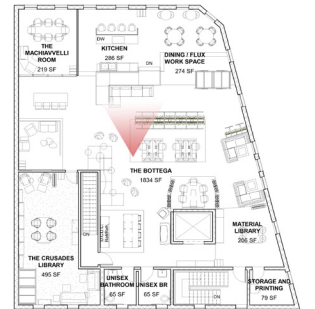 THE
MACHIAVVELLI
ROOM
219 SF
DW
KITCHEN
286 SF
DN
DINING / FLUX
WORK SPACE
274 SF
THE BOTTEGA
1834 SF
MATERIAL
LIBRARY
206 SF
DN
THE CRUSADES
LIBRARY
495 SF
UNISEX
BATHROOM
65 SF
UNISEX BR
65 SF
DN
STORAGE AND
PRINTING
79 SF